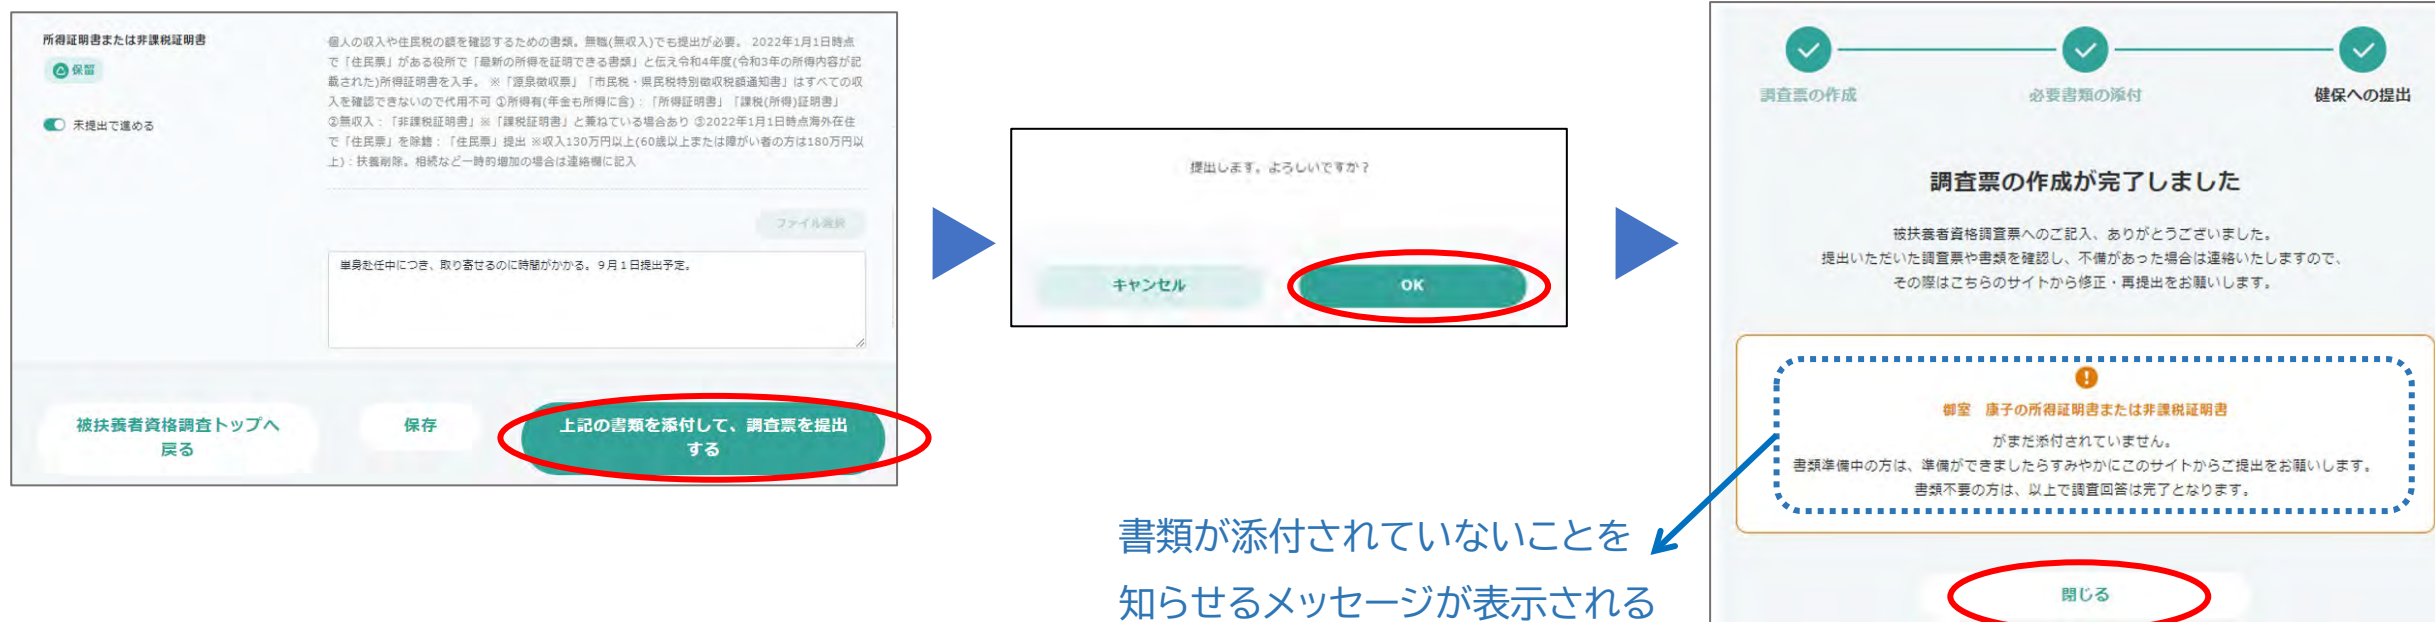 所得証明書または非課税証明書
保留
未提出で進める
個人の収入や住民税の額を確認するための書類。無職(無収入)でも提出が必要。 2022年1月1日時点
で「住民票」がある役所で「最新の所得を証明できる書類」と伝え令和4年度(令和3年の所得内容が記
載された)所得証明書を入手。 ※「源泉徴収票」「市民税・県民税特別徴収税額通知書」はすべての収
入を確認できないので代用不可 ①所得有(年金も所得に含)：「所得証明書」「課税(所得)証明書」
②無収入：「非課税証明書」※「課税証明書」と兼ねている場合あり ③2022年1月1日時点海外在住
で「住民票」を除籍：「住民票」提出 ※収入130万円以上(60歳以上または障がい者の方は180万円以
上)：扶養削除。相続など一時的増加の場合は連絡欄に記入
ファイル選択
単身赴任中につき、取り寄せるのに時間がかかる。９月１日提出予定。
被扶養者資格調査トップへ
戻る
保存
上記の書類を添付して、調査票を提出
する
提出します。よろしいですか？
キャンセル
OK
調査票の作成
必要書類の添付
健保への提出
調査票の作成が完了しました
被扶養者資格調査票へのご記入、ありがとうございました。
提出いただいた調査票や書類を確認し、不備があった場合は連絡いたしますので、
その際はこちらのサイトから修正・再提出をお願いします。
御室　康子の所得証明書または非課税証明書
がまだ添付されていません。
書類準備中の方は、準備ができましたらすみやかにこのサイトからご提出をお願いします。
書類不要の方は、以上で調査回答は完了となります。
閉じる
書類が添付されていないことを
知らせるメッセージが表示される